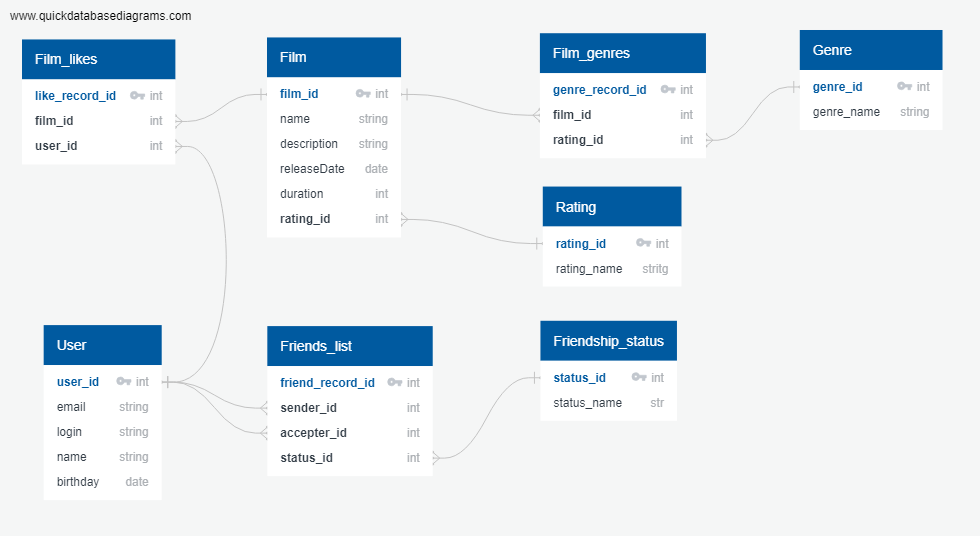 www.quickdatabasediagrams.com
Film_likes
like_record_id int
film_id int
user_id int
Film
film_id int
name string
description string
releaseDate date
duration int
rating_id int
Film_genres
genre_record_id int
film_id int
rating_id int
Genre
genre_id int
genre_name string
Rating
rating_id int
rating_name stritg
User
user_id int
email string
login string
name string
birthday date
Friends_list
friend_record_id int
sender_id int
accepter_id int
status_id int
Friendship_status
status_id int
status_name str